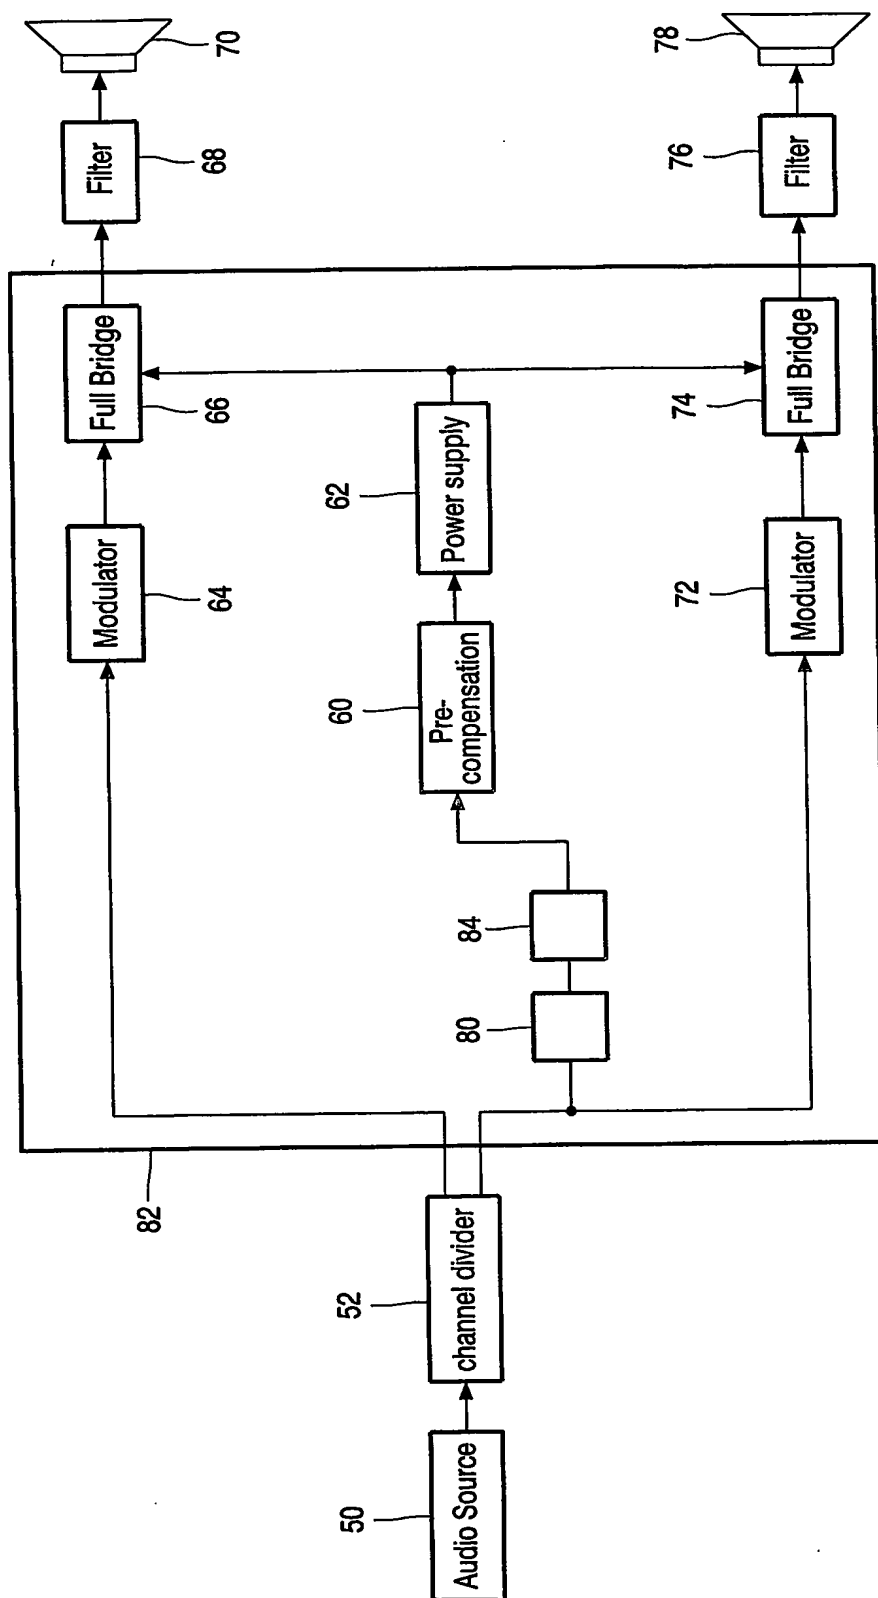 50
Audio Source
52
channel divider
82
80
84
60
Pre-
compensation
62
Power supply
64
Modulator
66
Full Bridge
68
Filter
70
72
Modulator
74
Full Bridge
76
Filter
78